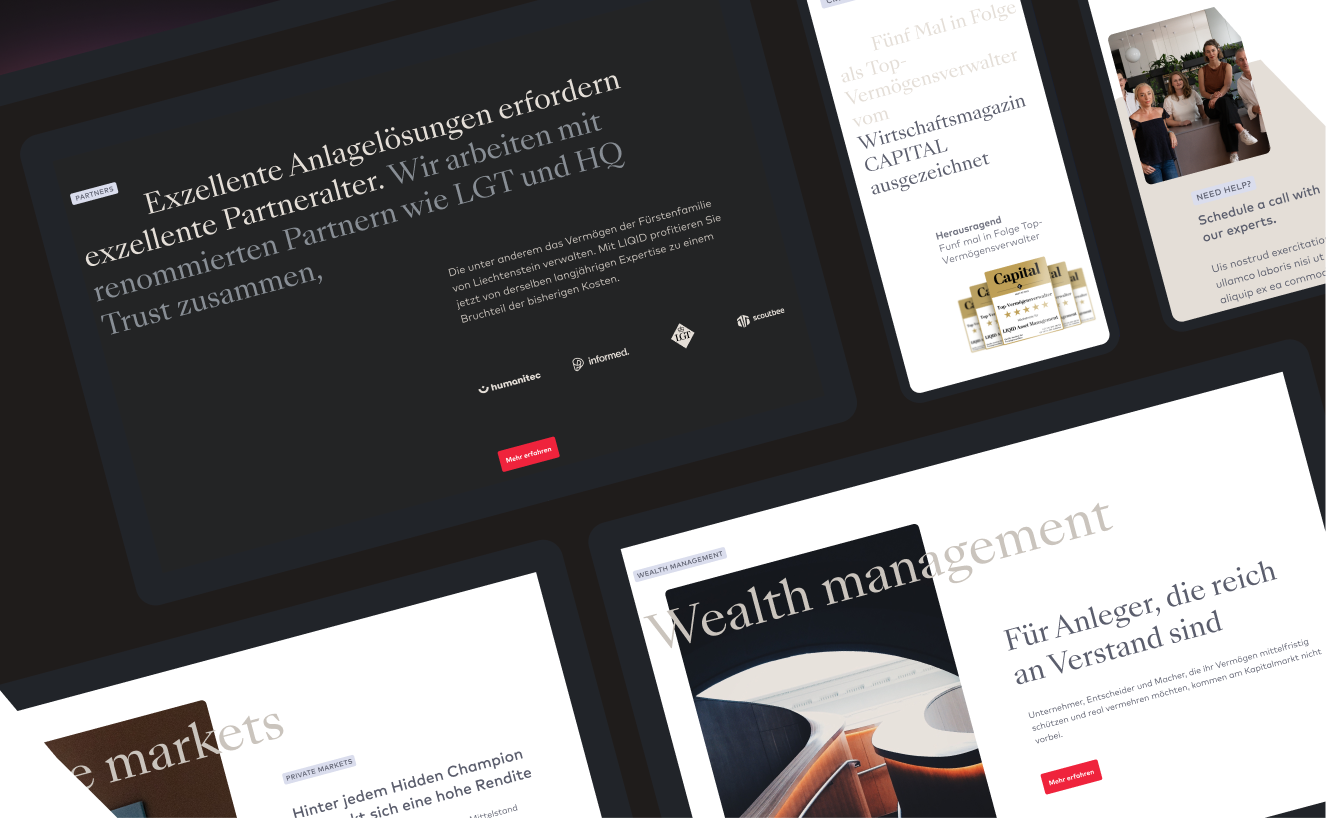 PARTNERS
Exzellente Anlagelösungen erfordern
exzellente Partneralter. Wir arbeiten mit
renommierten Partnern wie LGT und HQ
Trust zusammen,
Die unter anderem das Vermögen der Fürstenfamilie
von Liechtenstein verwalten. Mit LIQID profitieren Sie
jetzt von derselben langjährigen Expertise zu einem
Bruchteil der bisherigen Kosten.
humanitec
informed.
LGT
scoutbee
Mehr erfahren
Fünf Mal in Folge
als Top-
Vermögensverwalter
vom
Wirtschaftsmagazin
CAPITAL
ausgezeichnet
Herausragend
Funf mal in Folge Top-
Vermögensverwalter
Capital
Top Vermögensverwalter
LIQID Asset Management
NEED HELP?
Schedule a call with
our experts.
Uis nostrud exercitatio
ullamco laboris nisi ut
aliquip ex ea commod
WEALTH MANAGEMENT
Wealth management
Für Anleger, die reich
an Verstand sind
Unternehmer, Entscheider und Macher, die ihr Vermögen mittelfristig
schützen und real vermehren möchten, kommen am Kapitalmarkt nicht
vorbei.
Mehr erfahren
e markets
PRIVATE MARKETS
Hinter jedem Hidden Champion
kt sich eine hohe Rendite
Mittelstand